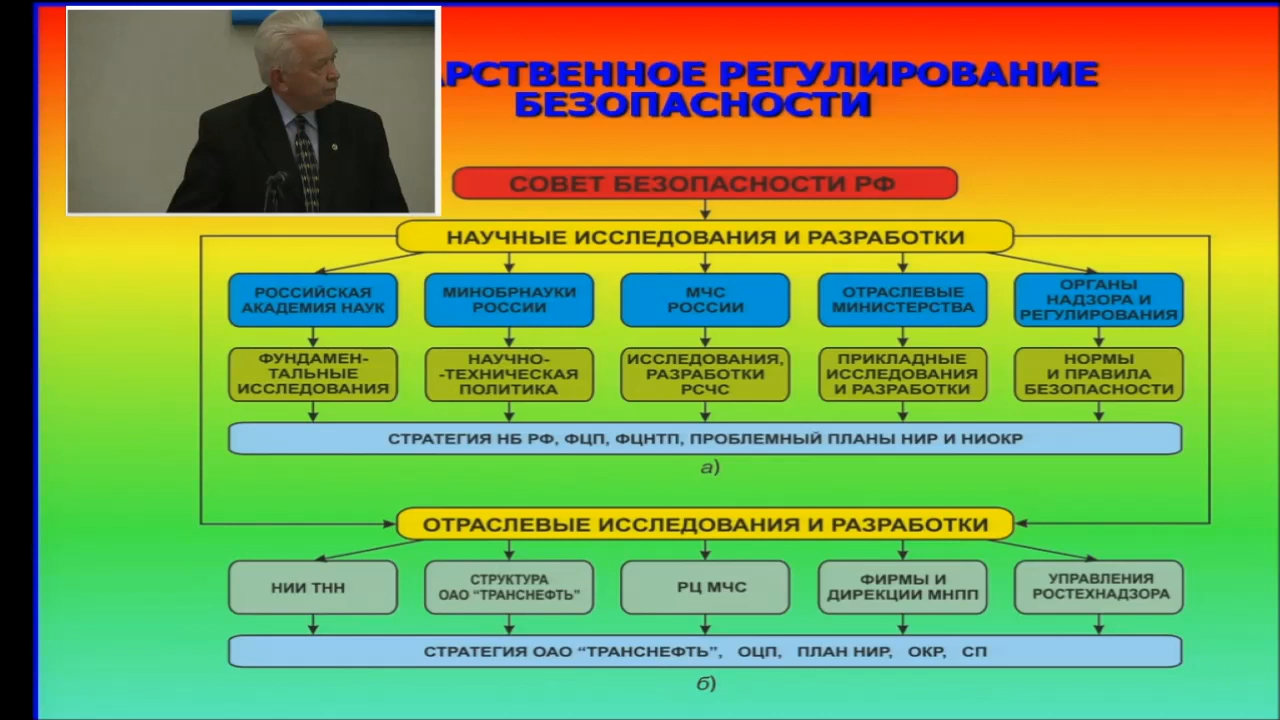 АРСТВЕННОЕ РЕГУЛИРОВАНИЕ
БЕЗОПАСНОСТИ
СОВЕТ БЕЗОПАСНОСТИ РФ
НАУЧНЫЕ ИССЛЕДОВАНИЯ И РАЗРАБОТКИ
РОССИЙСКАЯ
АКАДЕМИЯ НАУК
МИНОБРНАУКИ
РОССИИ
МЧС
РОССИИ
ОТРАСЛЕВЫЕ
МИНИСТЕРСТВА
ОРГАНЫ
НАДЗОРА И
РЕГУЛИРОВАНИЯ
ФУНДАМЕН-
ТАЛЬНЫЕ
ИССЛЕДОВАНИЯ
НАУЧНО-
-ТЕХНИЧЕСКАЯ
ПОЛИТИКА
ИССЛЕДОВАНИЯ,
РАЗРАБОТКИ
РСЧС
ПРИКЛАДНЫЕ
ИССЛЕДОВАНИЯ
И РАЗРАБОТКИ
НОРМЫ
И ПРАВИЛА
БЕЗОПАСНОСТИ
СТРАТЕГИЯ НБ РФ, ФЦП, ФЦНТП, ПРОБЛЕМНЫЙ ПЛАНЫ НИР И НИОКР
а)
ОТРАСЛЕВЫЕ ИССЛЕДОВАНИЯ И РАЗРАБОТКИ
НИИ ТНН
СТРУКТУРА
ОАО “ТРАНСНЕФТЬ”
РЦ МЧС
ФИРМЫ И
ДИРЕКЦИИ МНПП
УПРАВЛЕНИЯ
РОСТЕХНАДЗОРА
СТРАТЕГИЯ ОАО “ТРАНСНЕФТЬ”, ОЦП, ПЛАН НИР, ОКР, СП
б)